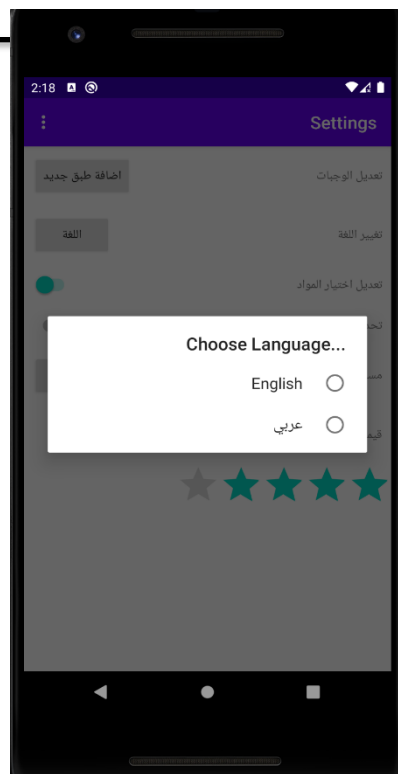 2:18
Settings
تعديل الوجبات
اضافة طبق جديد
تغيير اللغة
اللغة
تعديل اختيار المواد
Choose Language...
English
عربي